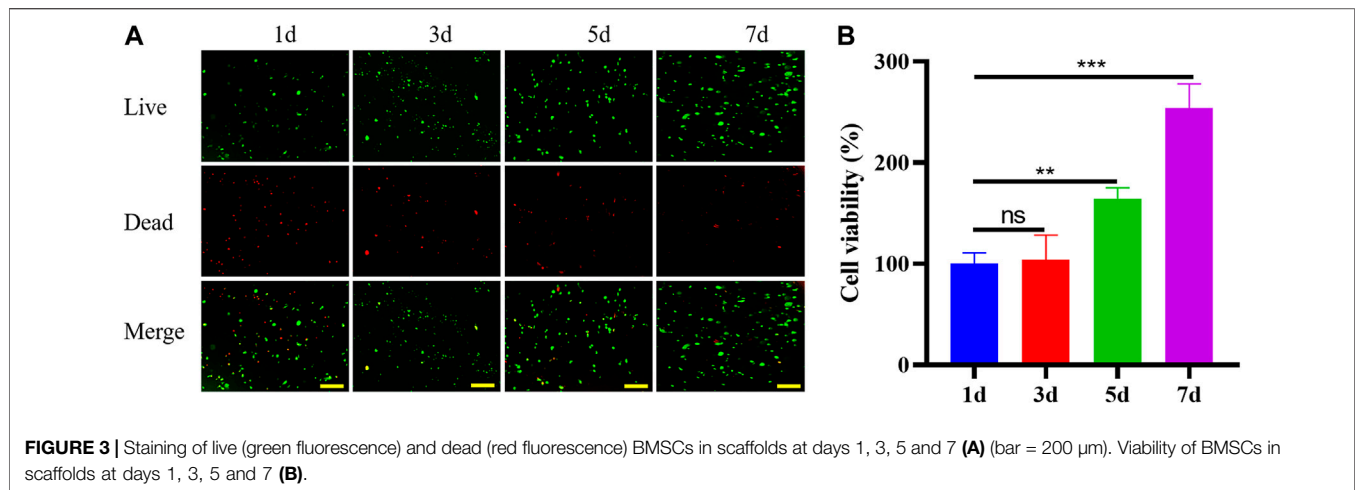 A
1d 3d 5d 7d
Live
Dead
Merge
B
Cell viability (%)
300
200
100
0
***
**
ns
1d 3d 5d 7d
FIGURE 3 | Staining of live (green fluorescence) and dead (red fluorescence) BMSCs in scaffolds at days 1, 3, 5 and 7 (A) (bar = 200 µm). Viability of BMSCs in
scaffolds at days 1, 3, 5 and 7 (B).